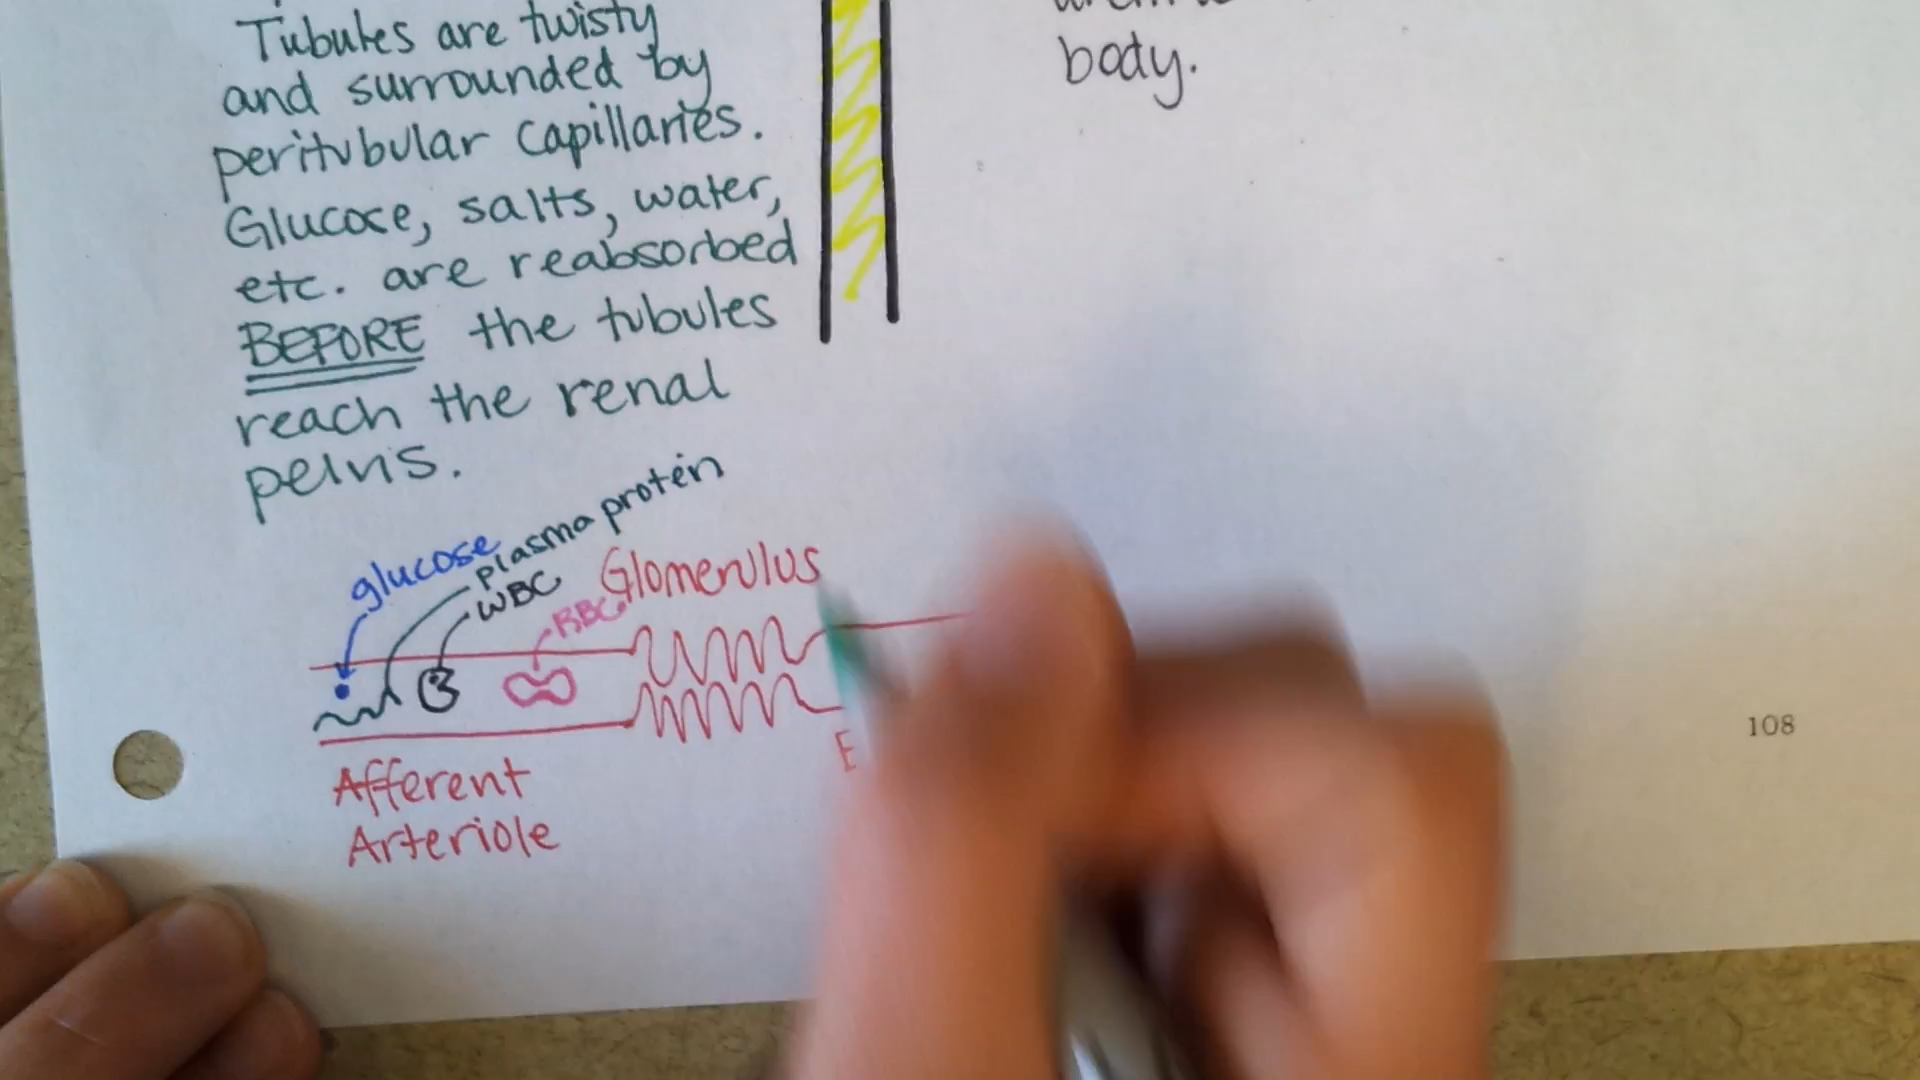 Tubules are twisty
and surrounded by
peritubular capillaries.
Glucose, salts, water,
etc. are reabsorbed
BEFORE the tubules
reach the renal
pelvis.
body.
glucose
plasma protein
WBC
RBC
Glomerulus
E
Afferent
Arteriole
108